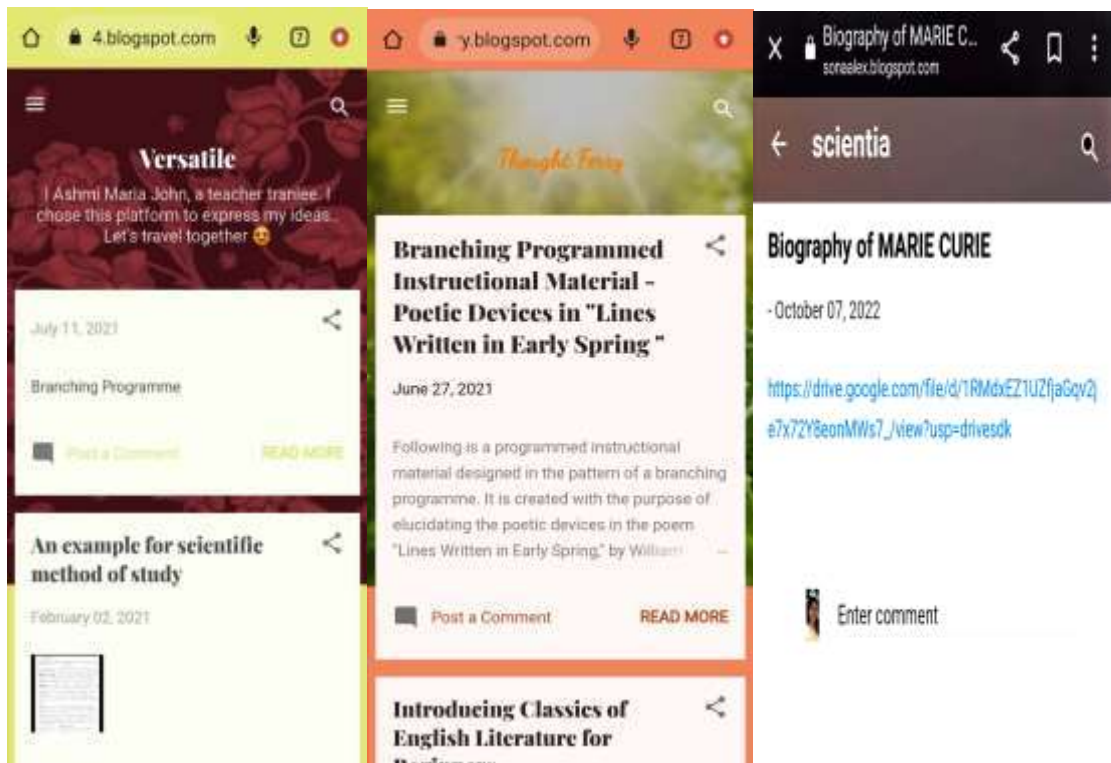 4.blogspot.com
7
Versatile
I Ashmi Maria John, a teacher traniee. I
chose this platform to express my ideas..
Let's travel together
July 11, 2021
Branching Programme
Post a Comment
READ MORE
An example for scientific
method of study
February 02, 2021
y.blogspot.com
7
Thought Ferry
Branching Programmed
Instructional Material -
Poetic Devices in "Lines
Written in Early Spring "
June 27, 2021
Following is a programmed instructional
material designed in the pattern of a branching
programme. It is created with the purpose of
elucidating the poetic devices in the poem
"Lines Written in Early Spring," by William
Post a Comment
READ MORE
Introducing Classics of
English Literature for
Biography of MARIE C...
sonaalex.blogspot.com
scientia
Biography of MARIE CURIE
- October 07, 2022
https://drive.google.com/file/d/1RMdxEZ1UZfjaGqv2j
e7x72Y8eonMWs7_/view?usp=drivesdk
Enter comment